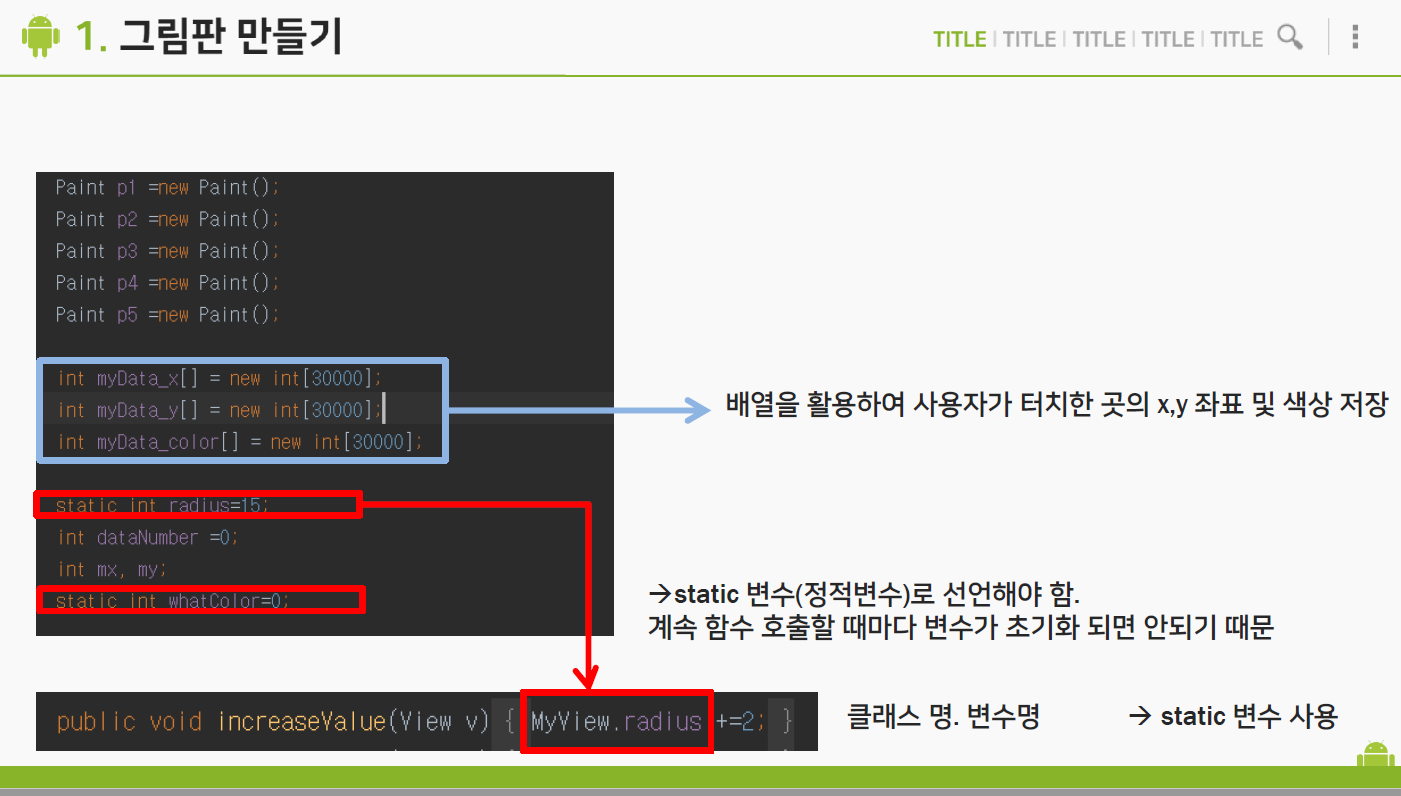 1. 그림판 만들기
TITLE | TITLE | TITLE | TITLE | TITLE
Paint p1 =new Paint();
Paint p2 =new Paint();
Paint p3 =new Paint();
Paint p4 =new Paint();
Paint p5 =new Paint();
int myData_x[] = new int[30000];
int myData_y[] = new int[30000];
int myData_color[] = new int[30000];
배열을 활용하여 사용자가 터치한 곳의 x,y 좌표 및 색상 저장
static int radius=15;
int dataNumber =0;
int mx, my;
static int whatColor=0;
→static 변수(정적변수)로 선언해야 함.
계속 함수 호출할 때마다 변수가 초기화 되면 안되기 때문
public void increaseValue(View v) { MyView.radius +=2; }
클래스 명. 변수명 → static 변수 사용